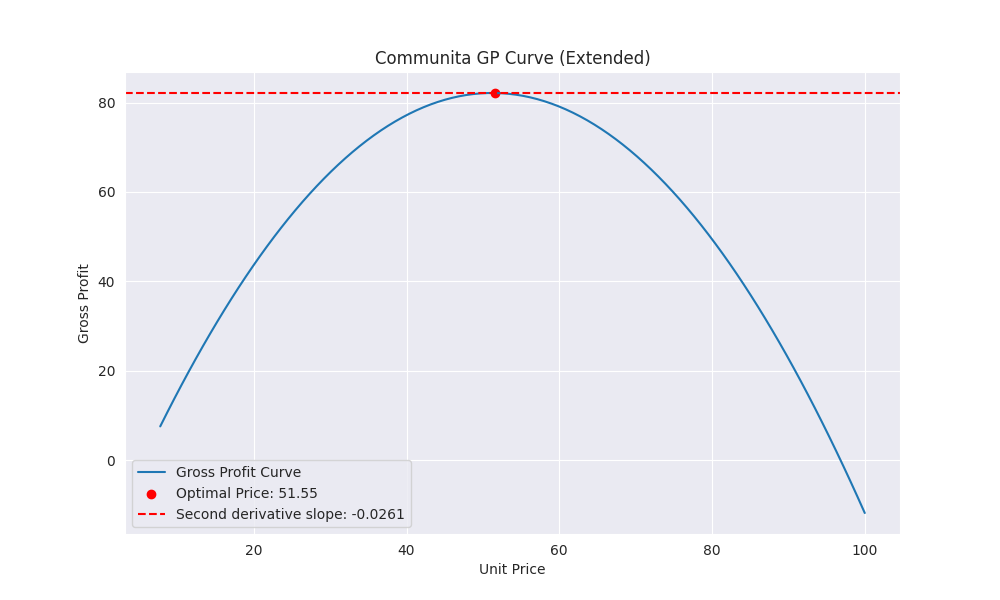 Communita GP Curve (Extended)
Gross Profit
80
60
40
20
0
Gross Profit Curve
Optimal Price: 51.55
Second derivative slope: -0.0261
20 40 60 80 100
Unit Price